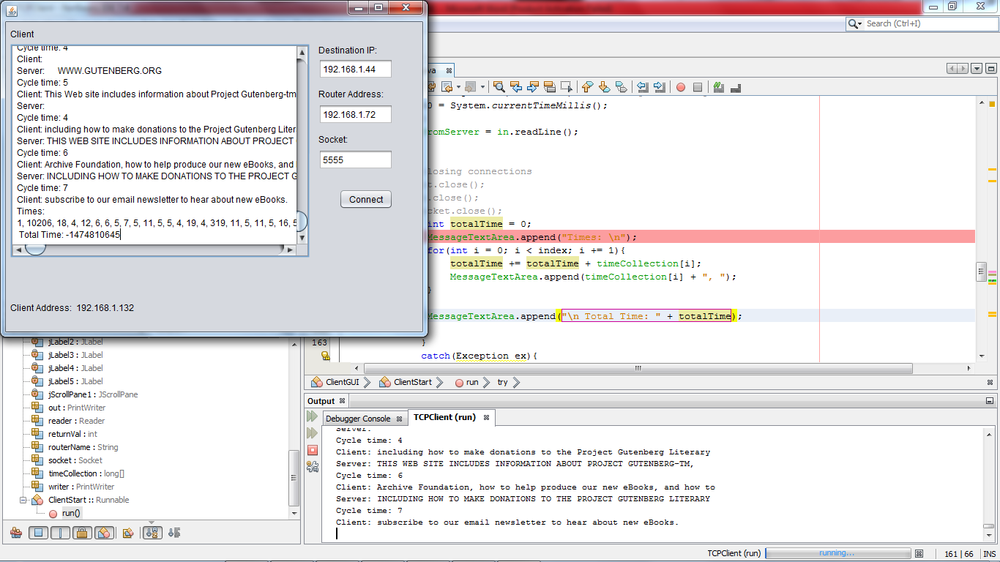 Client
Cycle time: 4
Client:
Server: WWW.GUTENBERG.ORG
Cycle time: 5
Client: This Web site includes information about Project Gutenberg-tm
Server:
Cycle time: 4
Client: including how to make donations to the Project Gutenberg Liter
Server: THIS WEB SITE INCLUDES INFORMATION ABOUT PROJECT
Cycle time: 6
Client: Archive Foundation, how to help produce our new eBooks, and
Server: INCLUDING HOW TO MAKE DONATIONS TO THE PROJECT G
Cycle time: 7
Client: subscribe to our email newsletter to hear about new eBooks.
Times:
1, 10206, 18, 4, 12, 6, 6, 5, 7, 5, 11, 5, 5, 4, 19, 4, 319, 11, 5, 11, 5, 16, 5
Total Time: -1474810645
Destination IP:
192.168.1.44
Router Address:
192.168.1.72
Socket:
5555
Connect
Client Address: 192.168.1.132
Search (Ctrl+I)
va
0 = System.currentTimeMillis();
romServer = in.readLine();
losing connections
t.close();
.close();
cket.close();
int totalTime = 0;
MessageTextArea.append("Times: \n");
for(int i = 0; i < index; i += 1){
totalTime += totalTime + timeCollection[i];
MessageTextArea.append(timeCollection[i] + ", ");
}
MessageTextArea.append("\n Total Time: " + totalTime);
163
}
catch(Exception ex){
ClientGUI
ClientStart
run
try
jLabel2 : JLabel
jLabel3 : JLabel
jLabel4 : JLabel
jLabel5 : JLabel
jScrollPane1 : JScrollPane
out : PrintWriter
reader : Reader
returnVal : int
routerName : String
socket : Socket
timeCollection : long[]
writer : PrintWriter
ClientStart :: Runnable
run()
Output
Debugger Console
TCPClient (run)
Server:
Cycle time: 4
Client: including how to make donations to the Project Gutenberg Literary
Server: THIS WEB SITE INCLUDES INFORMATION ABOUT PROJECT GUTENBERG-TM,
Cycle time: 6
Client: Archive Foundation, how to help produce our new eBooks, and how to
Server: INCLUDING HOW TO MAKE DONATIONS TO THE PROJECT GUTENBERG LITERARY
Cycle time: 7
Client: subscribe to our email newsletter to hear about new eBooks.
TCPClient (run)
running...
161 | 66
INS